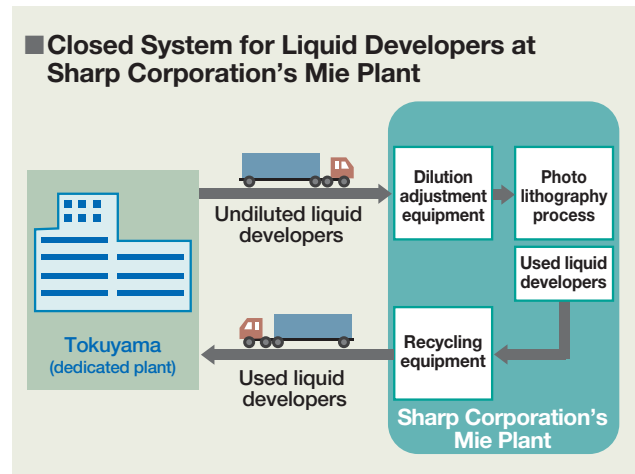 ■Closed System for Liquid Developers at
Sharp Corporation's Mie Plant
Dilution
adjustment
equipment
Photo
lithography
process
Undiluted liquid
developers
Used liquid
developers
Tokuyama
(dedicated plant)
Recycling
equipment
Used liquid
developers
Sharp Corporation's
Mie Plant